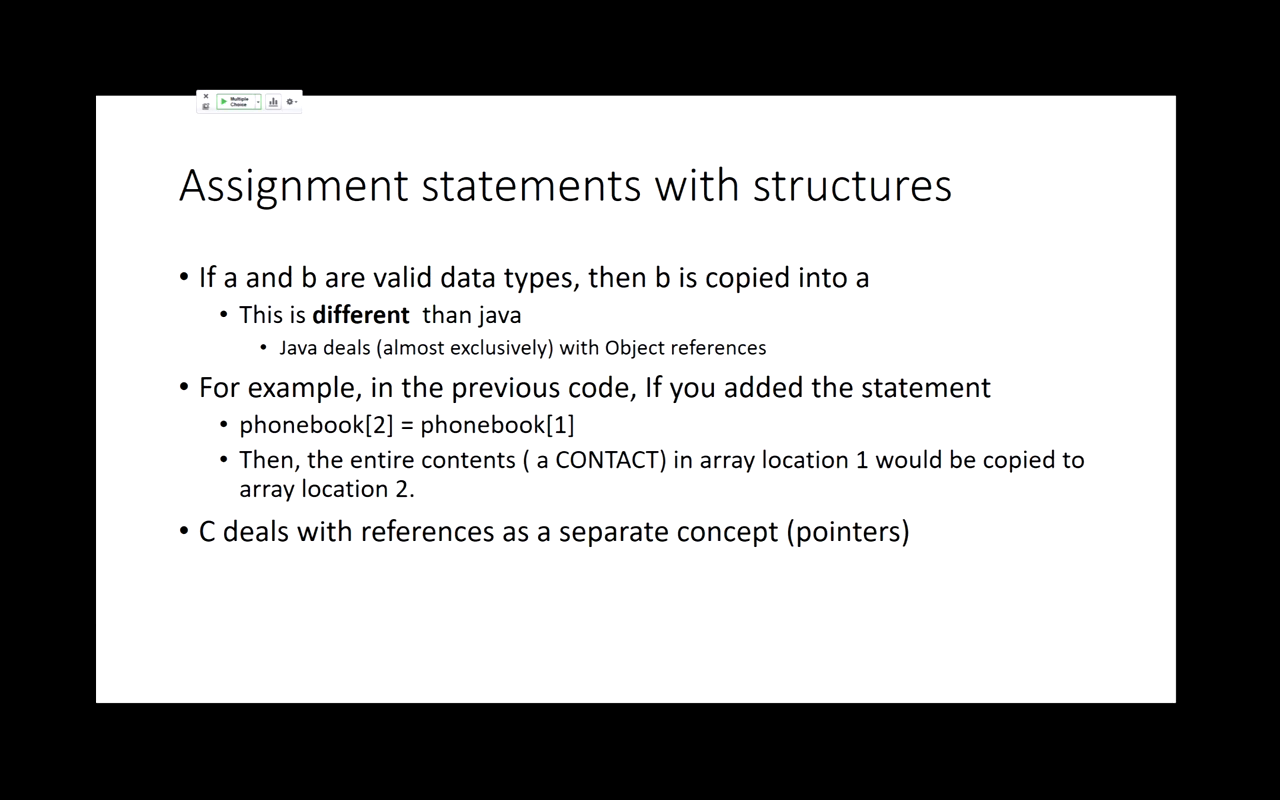 Multiple
Choice
Assignment statements with structures
• If a and b are valid data types, then b is copied into a
• This is different than java
• Java deals (almost exclusively) with Object references
• For example, in the previous code, If you added the statement
• phonebook[2] = phonebook[1]
• Then, the entire contents ( a CONTACT) in array location 1 would be copied to
array location 2.
• C deals with references as a separate concept (pointers)